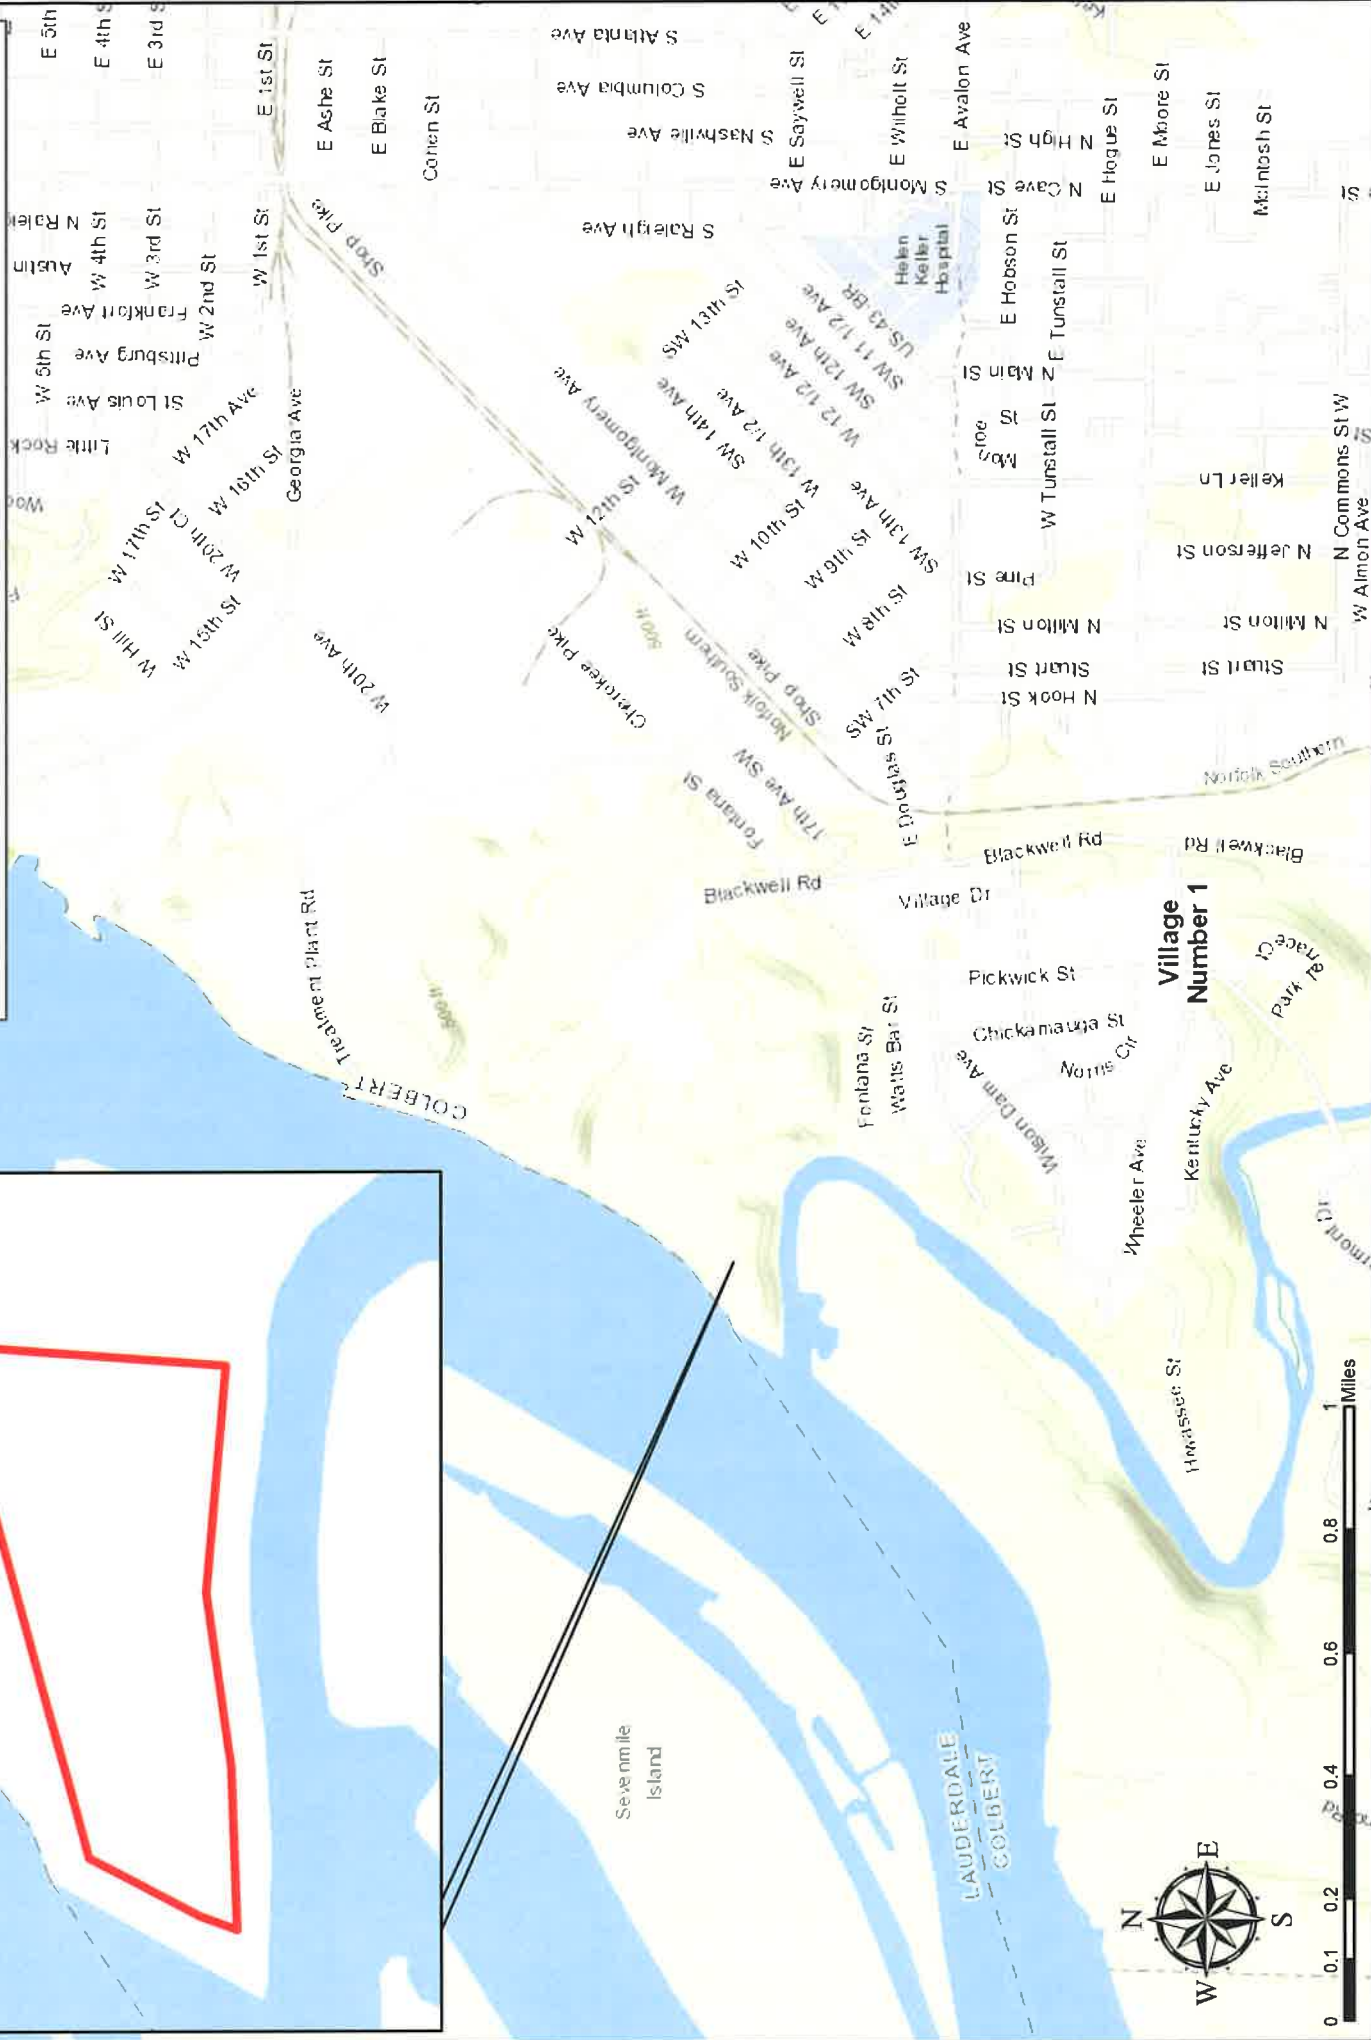 E 5th
E 4th S
E 3rd S
E 1st St
E Ashe St
E Blake St
Cohen St
S Atlanta Ave
S Columbia Ave
S Nashville Ave
S Montgomery Ave
S Raleigh Ave
E Saywell St
E Wilholt St
E Avalon Ave
N High St
N Cave St
E Hogue St
E Moore St
E Jones St
McIntosh St
St
N Raleig
Austin
Frankfort Ave
Pittsburg Ave
St Louis Ave
Little Rock
Woo
W 5th St
W 4th St
W 3rd St
W 2nd St
W 1st St
Shop Pike
Georgia Ave
W 17th Ave
W 16th St
W 17th St
W 20th Ct
W 15th St
W Hill St
W 20th Ave
Helen
Keller
Hospital
US-43-BR
SW 11 1/2 Ave
SW 12th Ave
W 12 1/2 Ave
SW 13th St
SW 14th Ave
W 13th 1/2 Ave
SW 13th Ave
W Montgomery Ave
W 12th St
W 10th St
W 9th St
W 8th St
SW 7th St
E Hobson St
E Tunstall St
N Main St
Monroe St
W Tunstall St
Keller Ln
N Jefferson St
N Commons St W
W Almon Ave
Pine St
N Milton St
N Milton St
Stuart St
Stuart St
N Hook St
Cherokee Pike
500 ft
Norfolk Southern
Shop Pike
Fontana St
17th Ave SW
E Douglas St
Norfolk Southern
Blackwell Rd
Blackwell Rd
Blackwell Rd
Village Dr
Village
Number 1
Pickwick St
Chickamauga St
Norris Cir
Park Terrace Ct
Treatment Plant Rd
500 ft
COLBERT
Fontana St
Watts Bar St
Wilson Dam Ave
Kentucky Ave
Wheeler Ave
Hiwassee St
Sevenmile
Island
LAUDERDALE
COLBERT
N
W
E
S
0 0.1 0.2 0.4 0.6 0.8 1
Miles